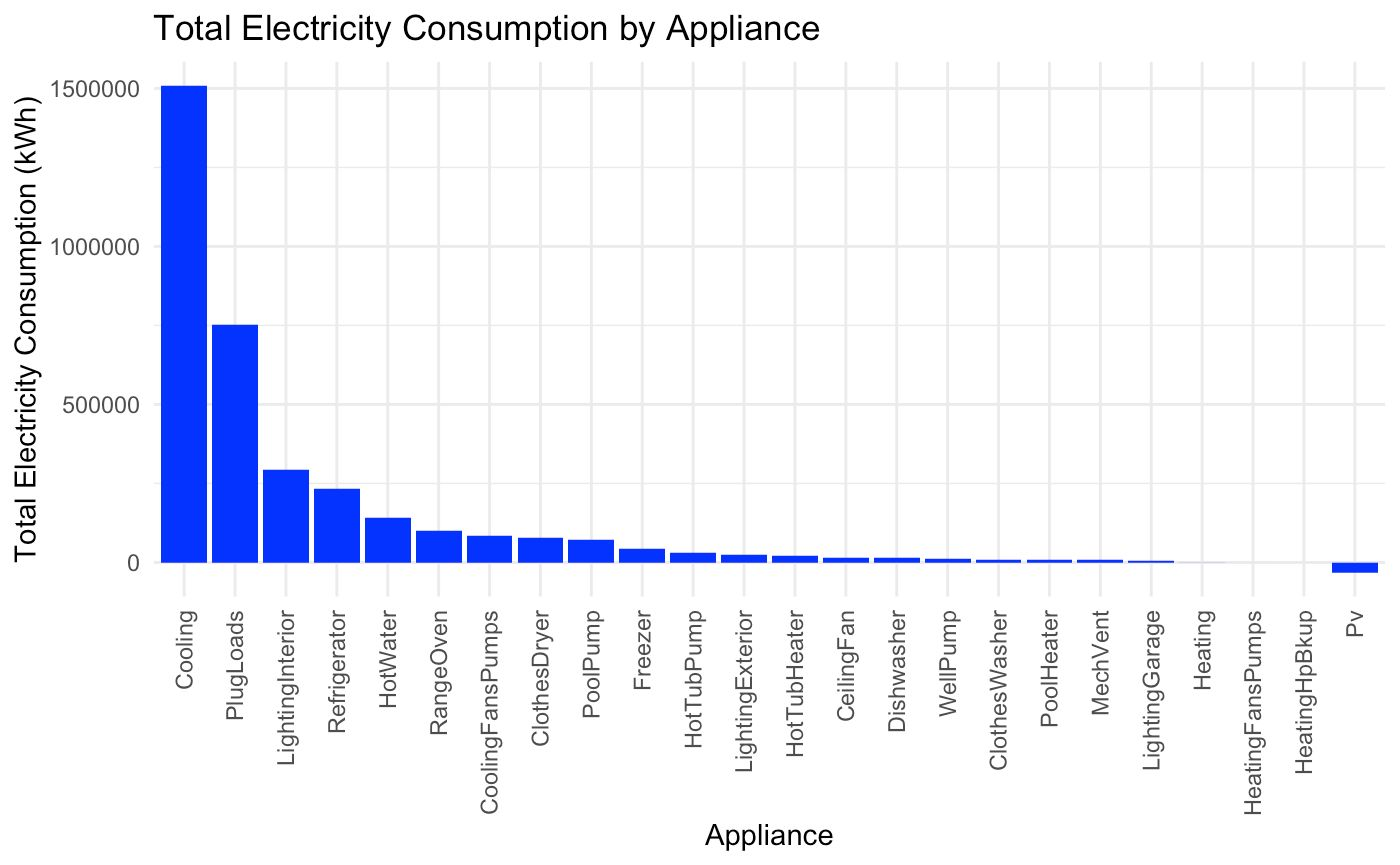 Total Electricity Consumption by Appliance
Total Electricity Consumption (kWh)
1500000
1000000
500000
0
Cooling
PlugLoads
LightingInterior
Refrigerator
HotWater
RangeOven
CoolingFansPumps
ClothesDryer
PoolPump
Freezer
HotTubPump
LightingExterior
HotTubHeater
CeilingFan
Dishwasher
WellPump
ClothesWasher
PoolHeater
MechVent
LightingGarage
Heating
HeatingFansPumps
HeatingHpBkup
Pv
Appliance